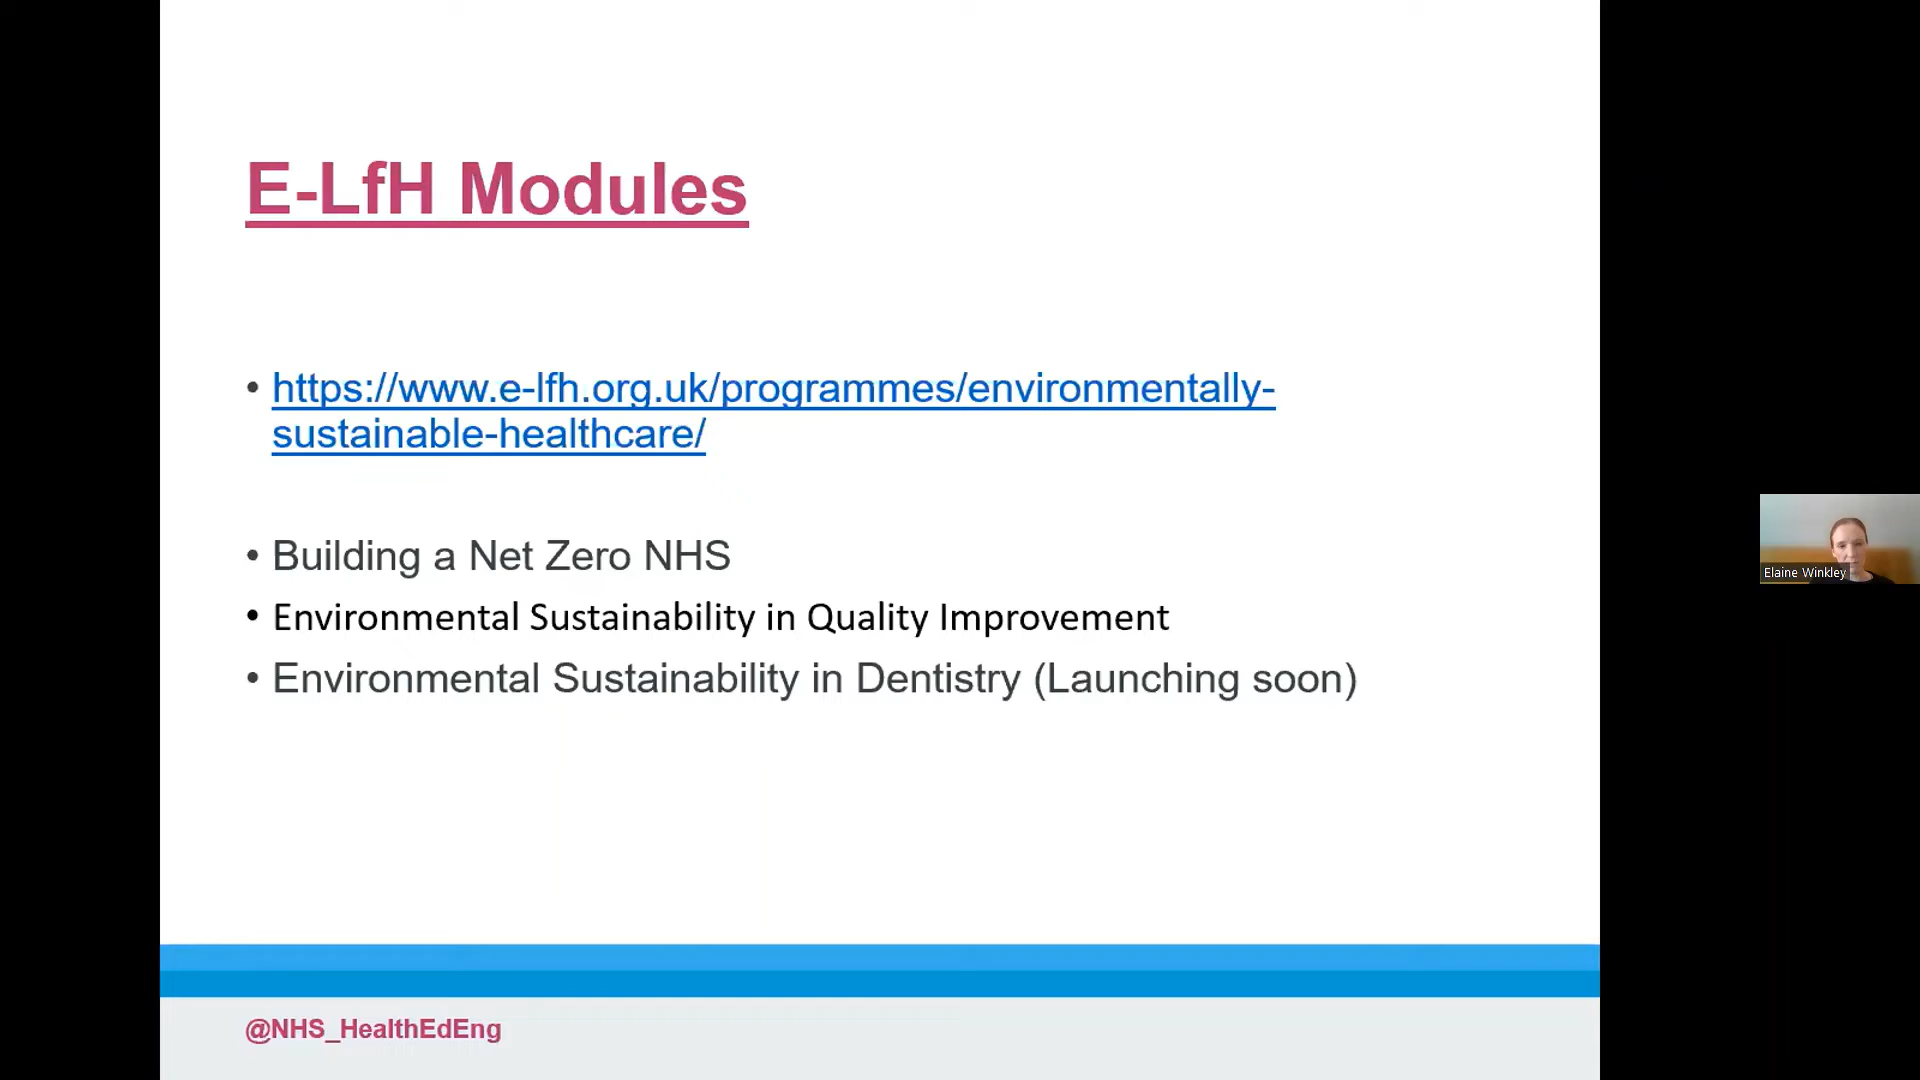 E-LfH Modules
• https://www.e-lfh.org.uk/programmes/environmentally-
sustainable-healthcare/
• Building a Net Zero NHS
• Environmental Sustainability in Quality Improvement
• Environmental Sustainability in Dentistry (Launching soon)
Elaine Winkley
@NHS_HealthEdEng